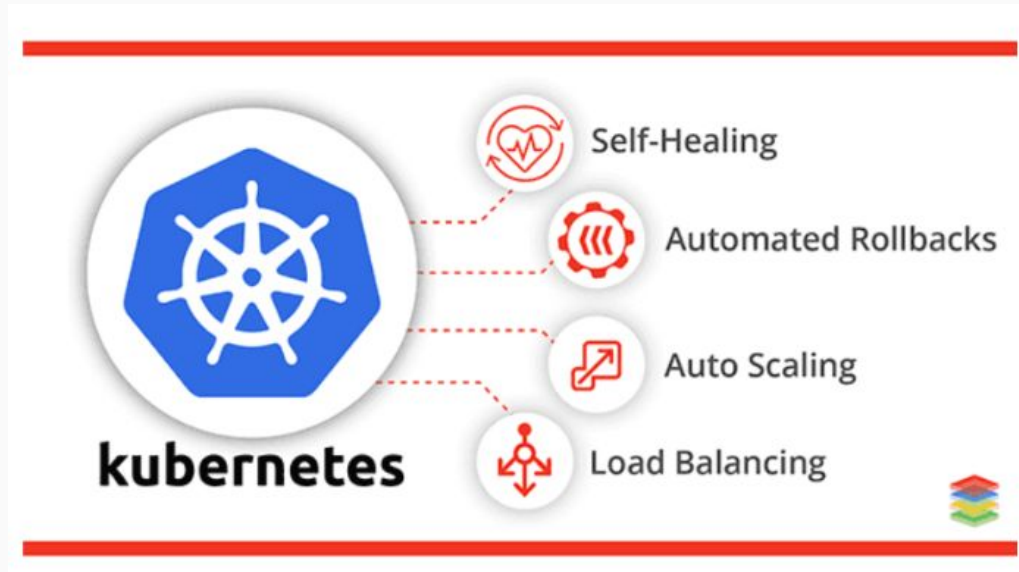 Self-Healing
Automated Rollbacks
Auto Scaling
Load Balancing
kubernetes